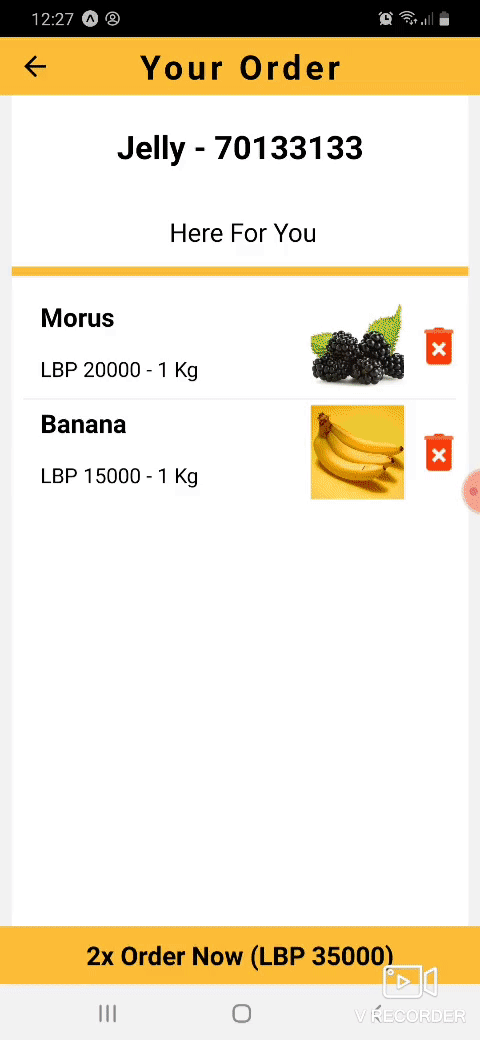 12:27
Your Order
Jelly - 70133133
Here For You
Morus
LBP 20000 - 1 Kg
Banana
LBP 15000 - 1 Kg
2x Order Now (LBP 35000)
V RECORDER